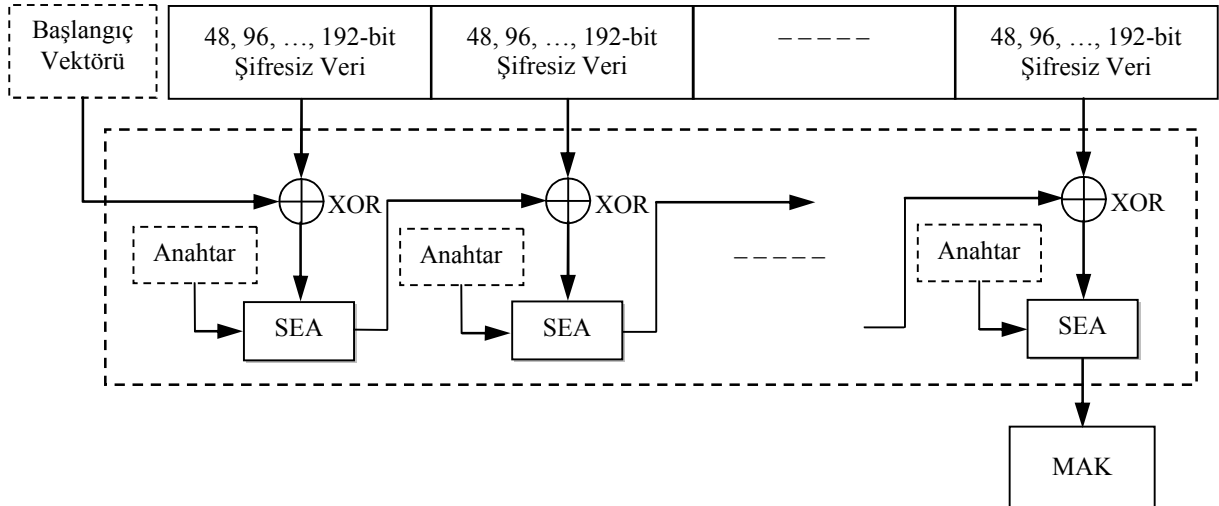 Başlangıç
Vektörü
48, 96, …, 192-bit
Şifresiz Veri
48, 96, …, 192-bit
Şifresiz Veri
– – – – –
48, 96, …, 192-bit
Şifresiz Veri
XOR
XOR
XOR
Anahtar
Anahtar
– – – – –
Anahtar
SEA
SEA
SEA
MAK